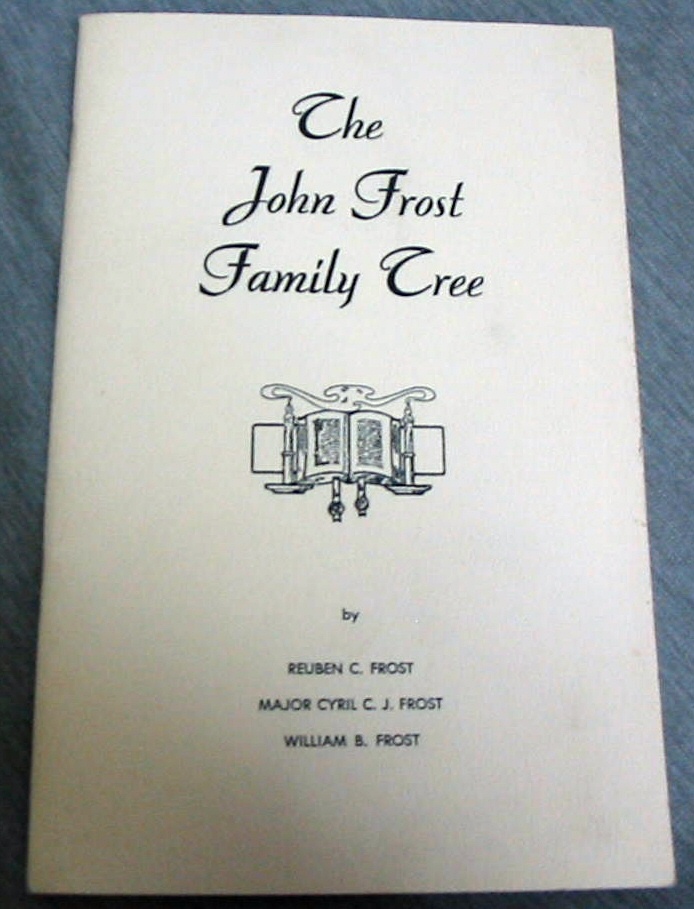 The
John Frost
Family Tree
by
REUBEN C. FROST
MAJOR CYRIL C. J. FROST
WILLIAM B. FROST